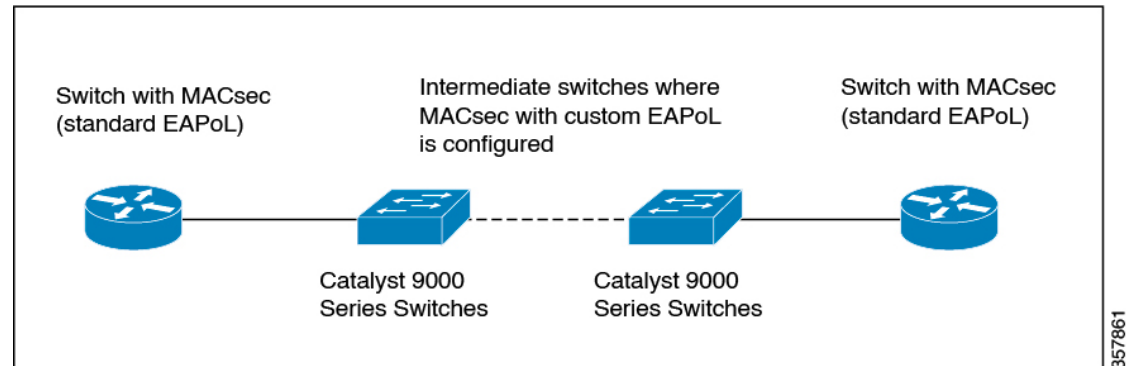 Switch with MACsec
(standard EAPoL)
Intermediate switches where
MACsec with custom EAPoL
is configured
Switch with MACsec
(standard EAPoL)
Catalyst 9000
Series Switches
Catalyst 9000
Series Switches
357861